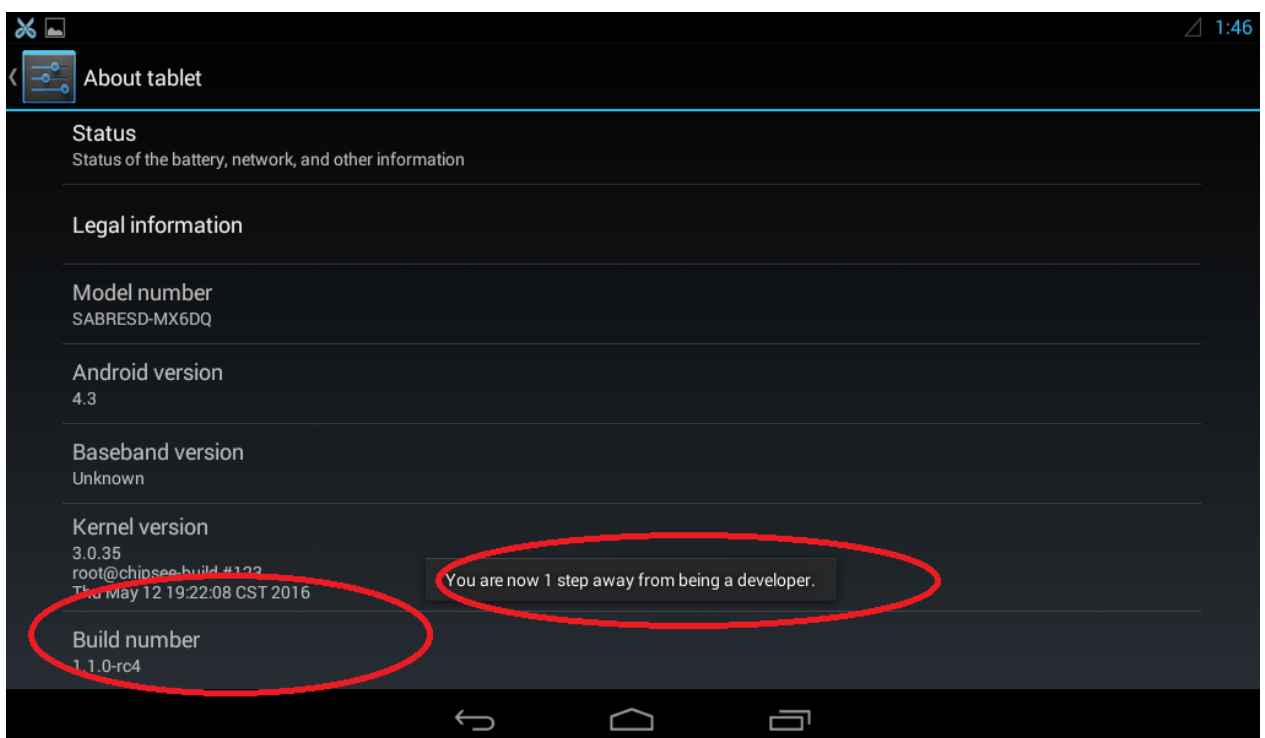 1:46
About tablet
Status
Status of the battery, network, and other information
Legal information
Model number
SABRESD-MX6DQ
Android version
4.3
Baseband version
Unknown
Kernel version
3.0.35
root@chipsee-build #123
Thu May 12 19:22:08 CST 2016
You are now 1 step away from being a developer.
Build number
1.1.0-rc4